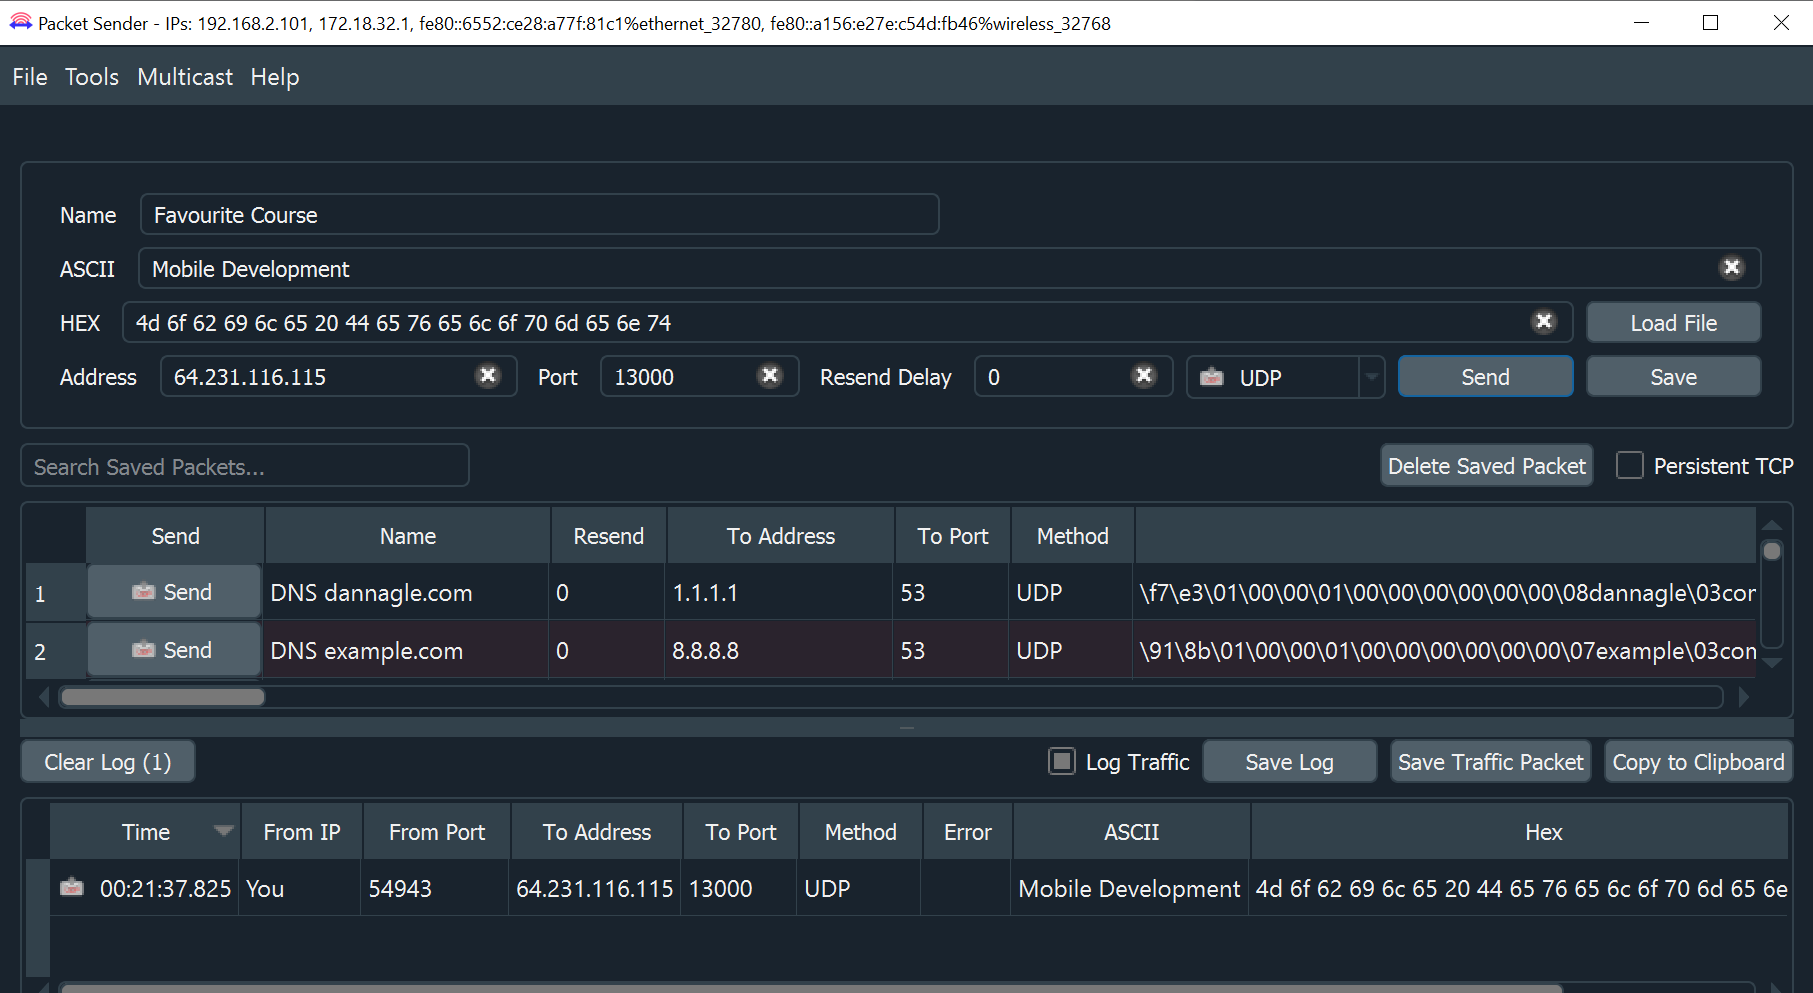 Packet Sender - IPs: 192.168.2.101, 172.18.32.1, fe80::6552:ce28:a77f:81c1%ethernet_32780, fe80::a156:e27e:c54d:fb46%wireless_32768
File Tools Multicast Help
Name Favourite Course
ASCII Mobile Development
HEX 4d 6f 62 69 6c 65 20 44 65 76 65 6c 6f 70 6d 65 6e 74 Load File
Address 64.231.116.115 Port 13000 Resend Delay 0 UDP Send Save
Search Saved Packets... Delete Saved Packet Persistent TCP
Send Name Resend To Address To Port Method
1 Send DNS dannagle.com 0 1.1.1.1 53 UDP \f7\e3\01\00\00\01\00\00\00\00\00\00\08dannagle\03com
2 Send DNS example.com 0 8.8.8.8 53 UDP \91\8b\01\00\00\01\00\00\00\00\00\00\07example\03com
Clear Log (1) Log Traffic Save Log Save Traffic Packet Copy to Clipboard
Time From IP From Port To Address To Port Method Error ASCII Hex
00:21:37.825 You 54943 64.231.116.115 13000 UDP Mobile Development 4d 6f 62 69 6c 65 20 44 65 76 65 6c 6f 70 6d 65 6e